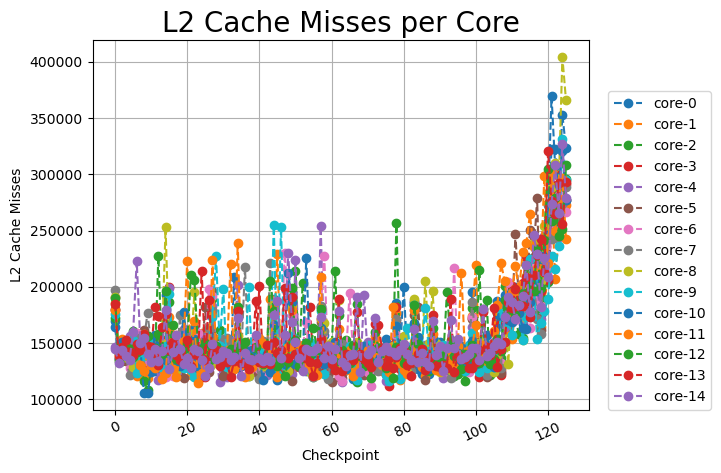 L2 Cache Misses per Core
L2 Cache Misses
400000
350000
300000
250000
200000
150000
100000
0
20
40
60
80
100
120
Checkpoint
core-0
core-1
core-2
core-3
core-4
core-5
core-6
core-7
core-8
core-9
core-10
core-11
core-12
core-13
core-14